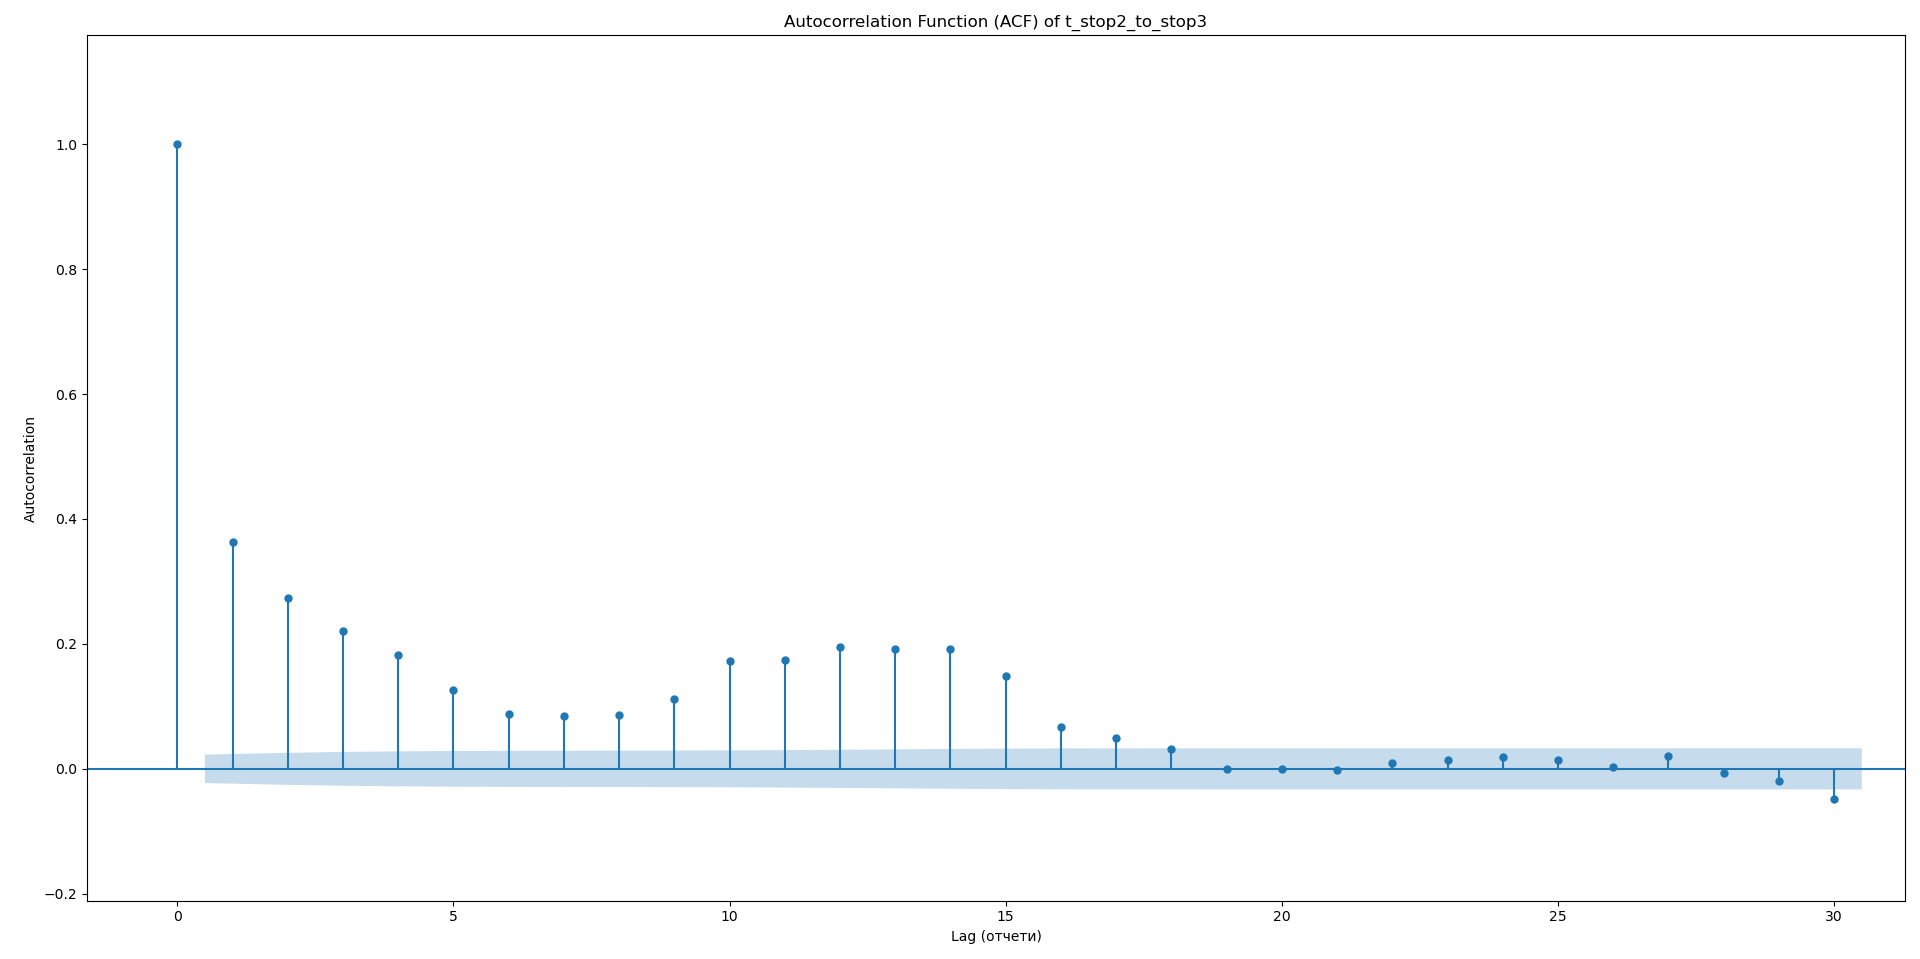 Autocorrelation Function (ACF) of t_stop2_to_stop3
Autocorrelation
1.0
0.8
0.6
0.4
0.2
0.0
−0.2
0 5 10 15 20 25 30
Lag (отчети)